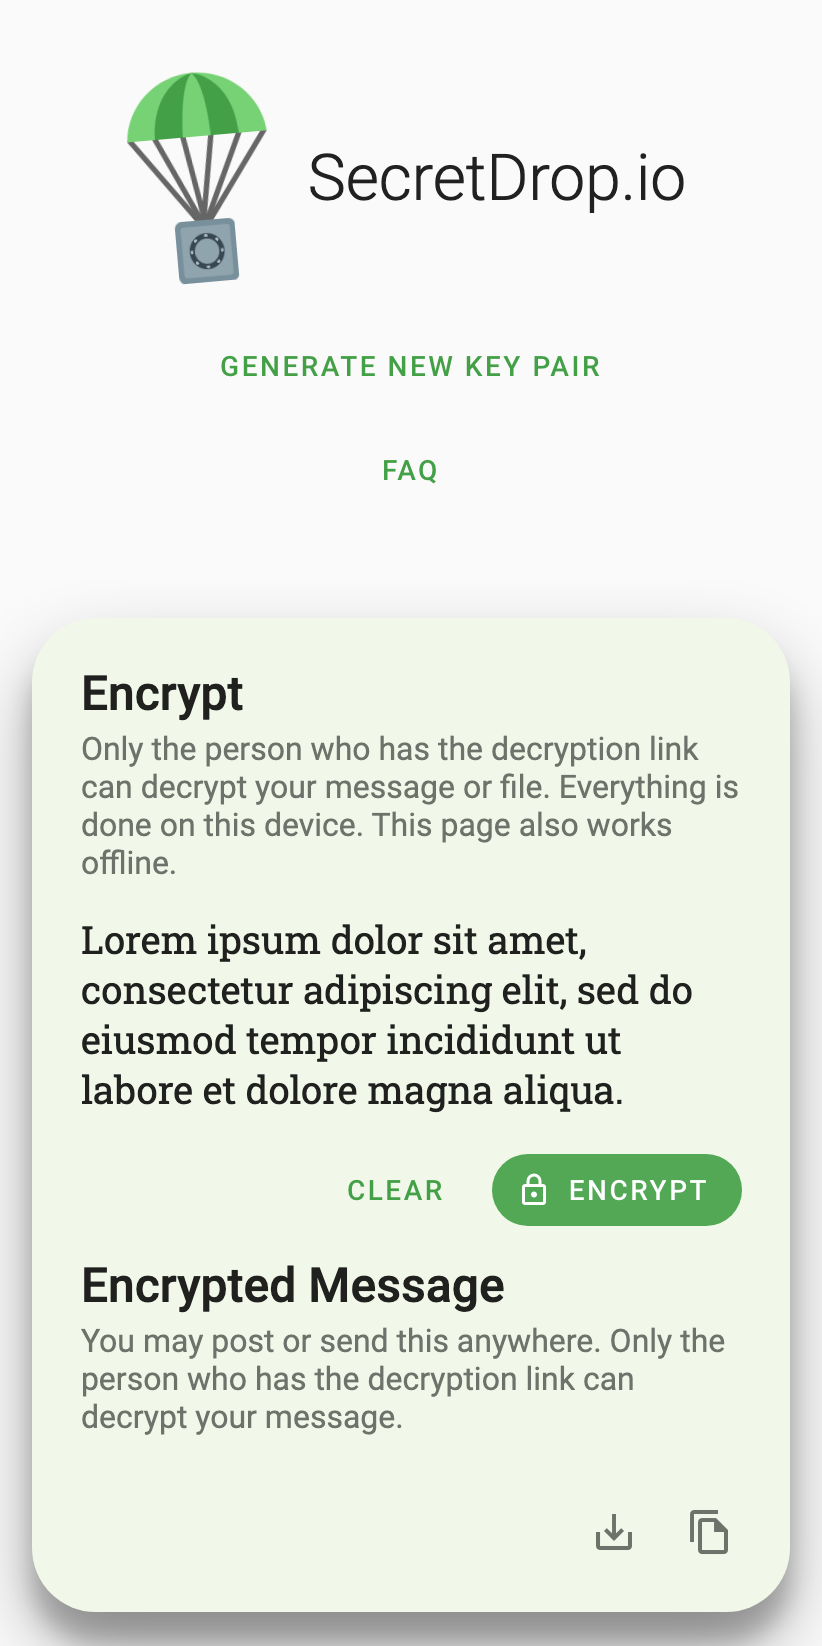 SecretDrop.io
GENERATE NEW KEY PAIR
FAQ
Encrypt
Only the person who has the decryption link
can decrypt your message or file. Everything is
done on this device. This page also works
offline.
Lorem ipsum dolor sit amet,
consectetur adipiscing elit, sed do
eiusmod tempor incididunt ut
labore et dolore magna aliqua.
CLEAR
ENCRYPT
Encrypted Message
You may post or send this anywhere. Only the
person who has the decryption link can
decrypt your message.